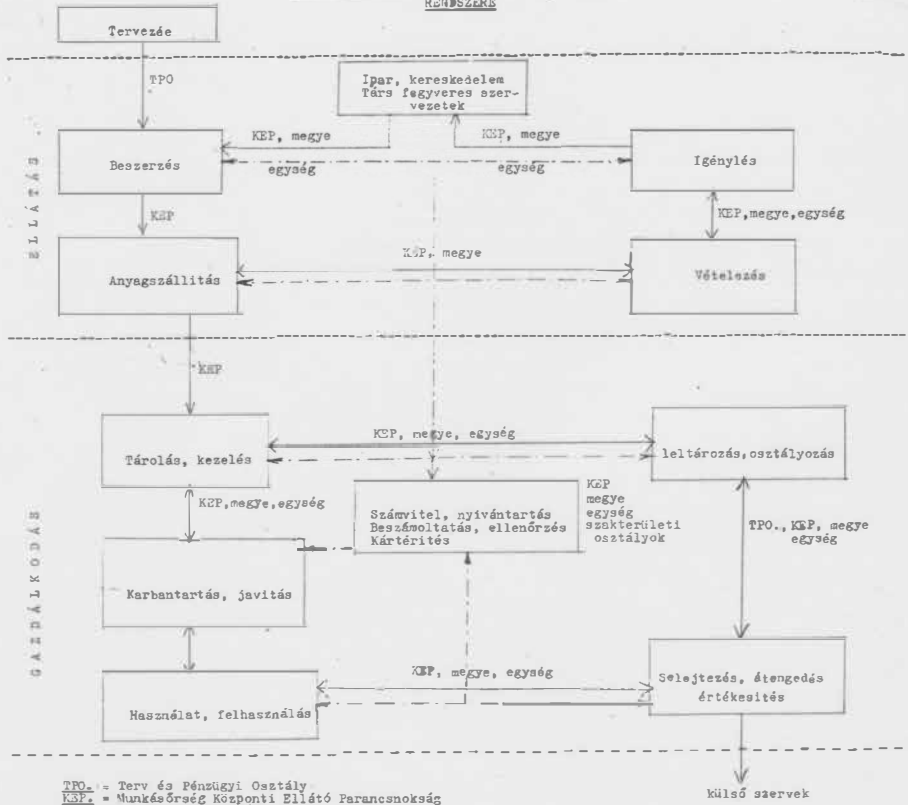 RENDSZERE
Tervezés
TPO
Ipar, kereskedelem
Társ fegyveres szer-
vezetek
KEP, megye
KEP, megye
Beszerzés
egység
egység
Igénylés
ELLÁTÁS
KEP
KEP,megye,egység
Anyagszállitás
KEP, megye
Vételezés
KEP
Tárolás, kezelés
KEP, megye, egység
leltározás,osztályozás
KEP,megye,egység
Számvitel, nyivántartás
Beszámoltatás, ellenőrzés
Kártérités
KEP
megye
egység
szakterületi
osztályok
TPO., KEP, megye
egység
GAZDÁLKODÁS
Karbantartás, javitás
Használat, felhasználás
KEP, megye, egység
Selejtezés, átengedés
értékesités
TPO. = Terv és Pénzügyi Osztály
KEP. = Munkásőrség Központi Ellátó Parancsnokság
külső szervek